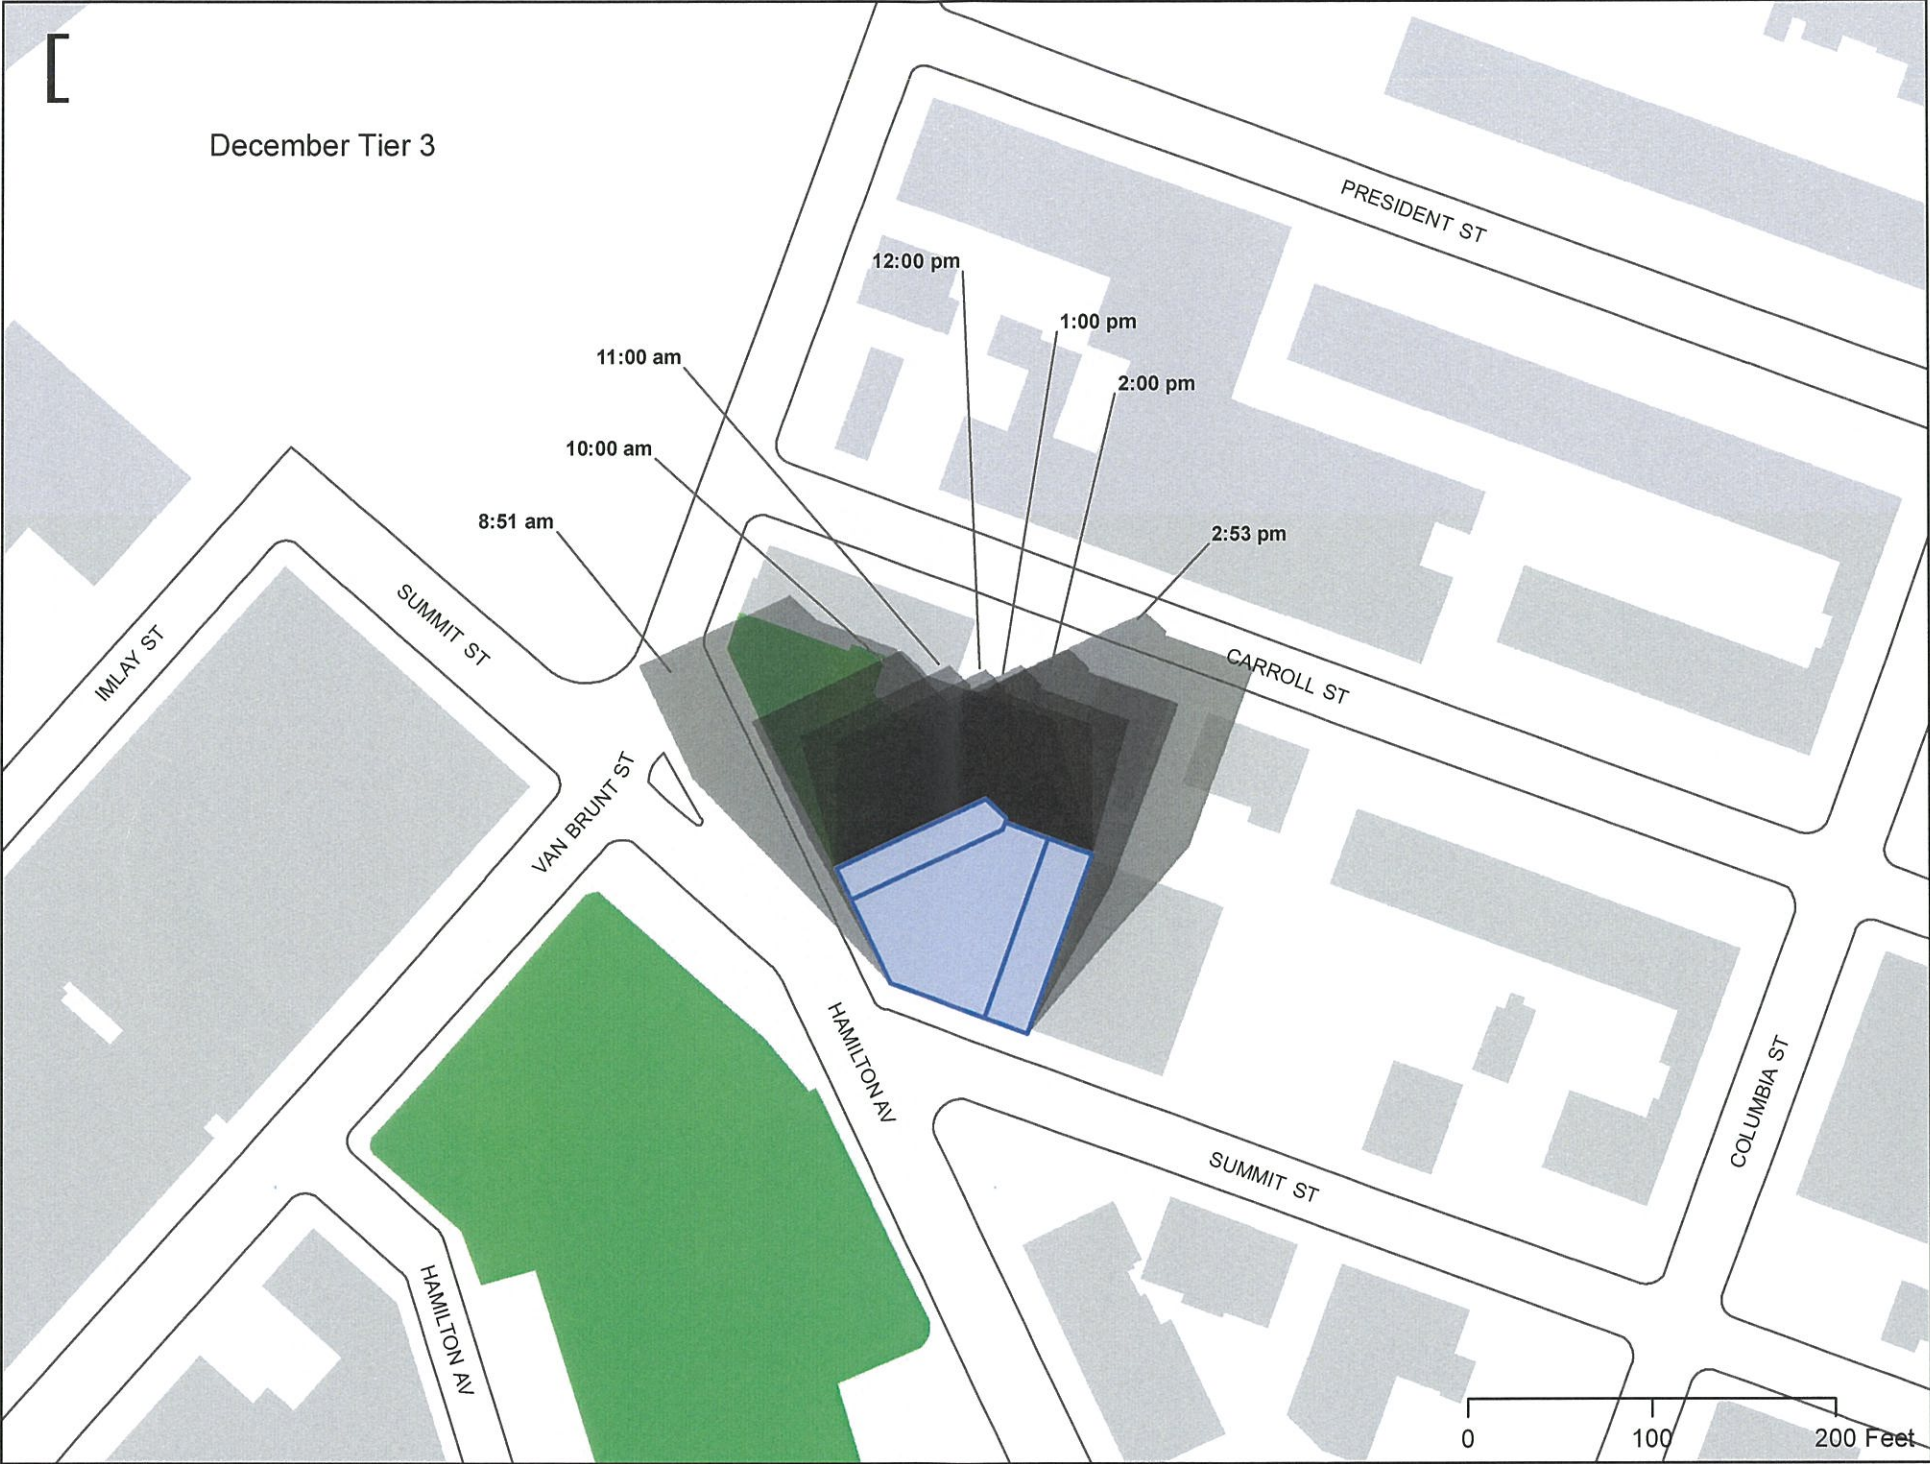 [
December Tier 3
PRESIDENT ST
12:00 pm
1:00 pm
11:00 am
2:00 pm
10:00 am
8:51 am
2:53 pm
SUMMIT ST
IMLAY ST
CARROLL ST
VAN BRUNT ST
HAMILTON AV
COLUMBIA ST
SUMMIT ST
HAMILTON AV
0 100 200 Feet